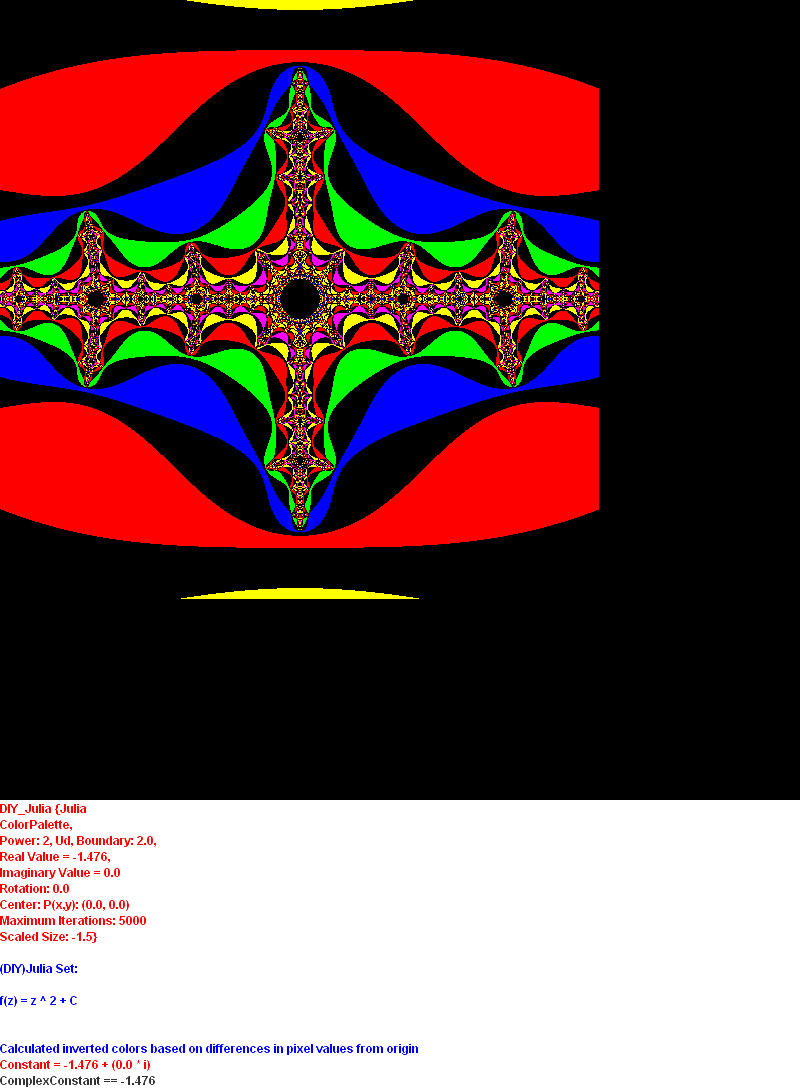 DIY_Julia {Julia
ColorPalette,
Power: 2, Ud, Boundary: 2.0,
Real Value = -1.476,
Imaginary Value = 0.0
Rotation: 0.0
Center: P(x,y): (0.0, 0.0)
Maximum Iterations: 5000
Scaled Size: -1.5}
(DIY)Julia Set:
f(z) = z ^ 2 + C
Calculated inverted colors based on differences in pixel values from origin
Constant = -1.476 + (0.0 * i)
ComplexConstant == -1.476